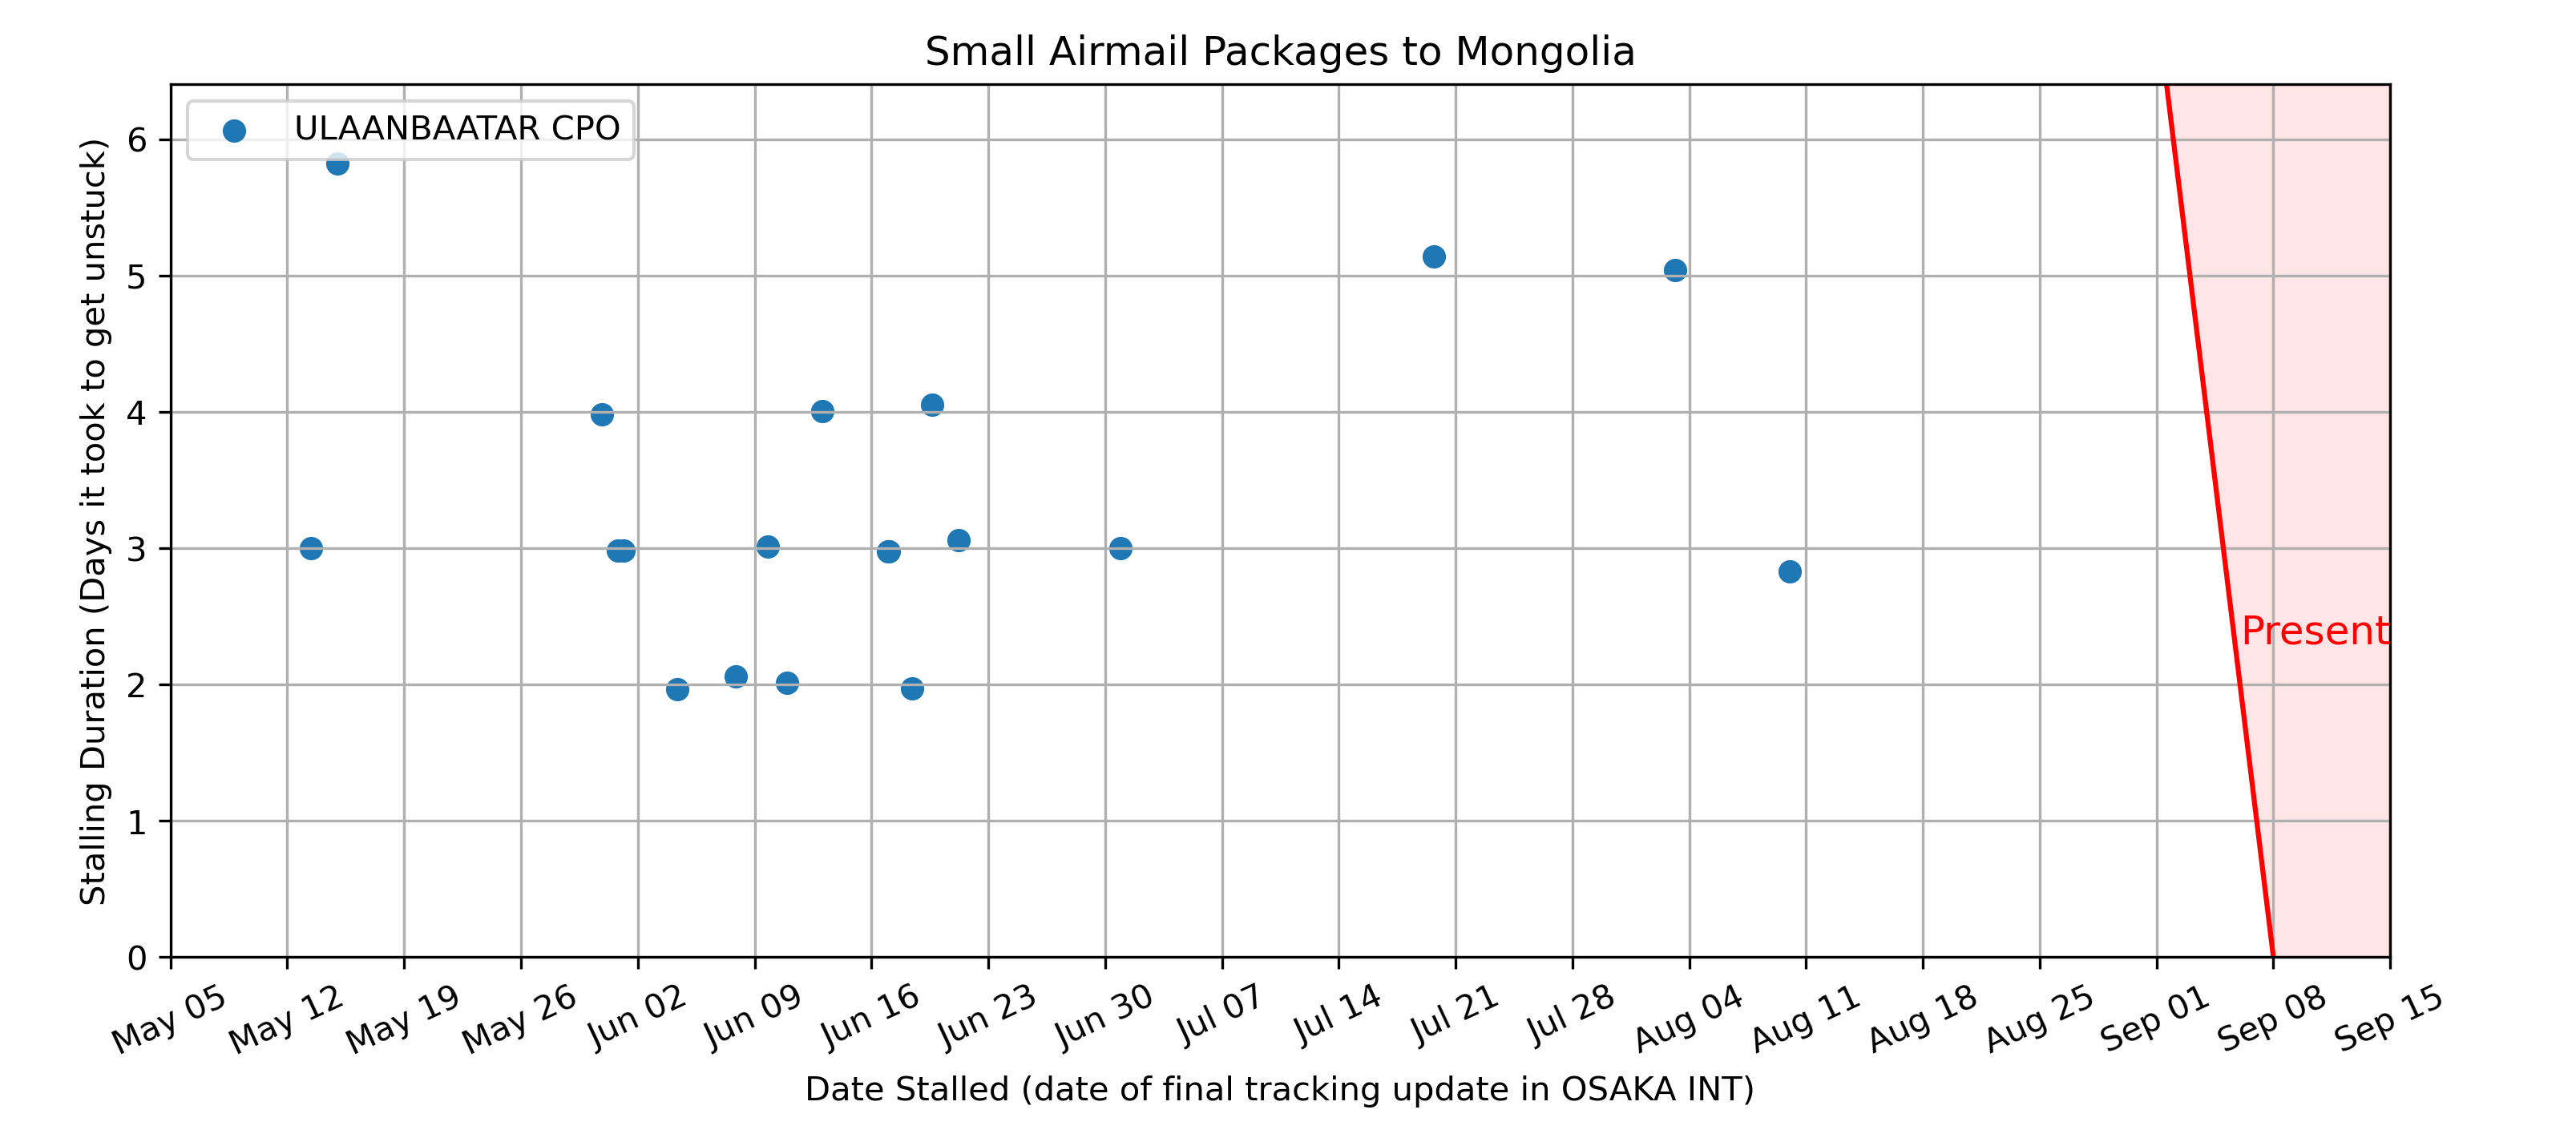 Small Airmail Packages to Mongolia
ULAANBAATAR CPO
Stalling Duration (Days it took to get unstuck)
6
5
4
3
2
1
0
Present
May 05
May 12
May 19
May 26
Jun 02
Jun 09
Jun 16
Jun 23
Jun 30
Jul 07
Jul 14
Jul 21
Jul 28
Aug 04
Aug 11
Aug 18
Aug 25
Sep 01
Sep 08
Sep 15
Date Stalled (date of final tracking update in OSAKA INT)